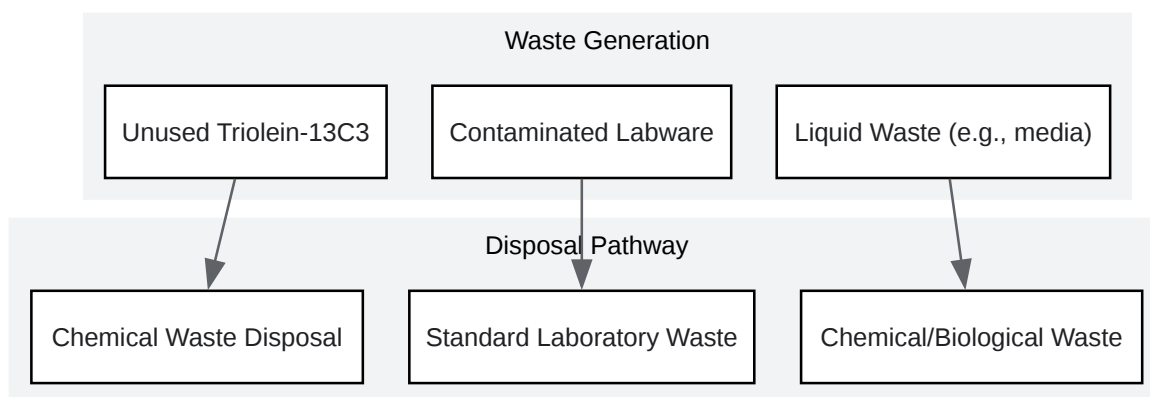 Waste Generation
Unused Triolein-13C3
Contaminated Labware
Liquid Waste (e.g., media)
Disposal Pathway
Chemical Waste Disposal
Standard Laboratory Waste
Chemical/Biological Waste